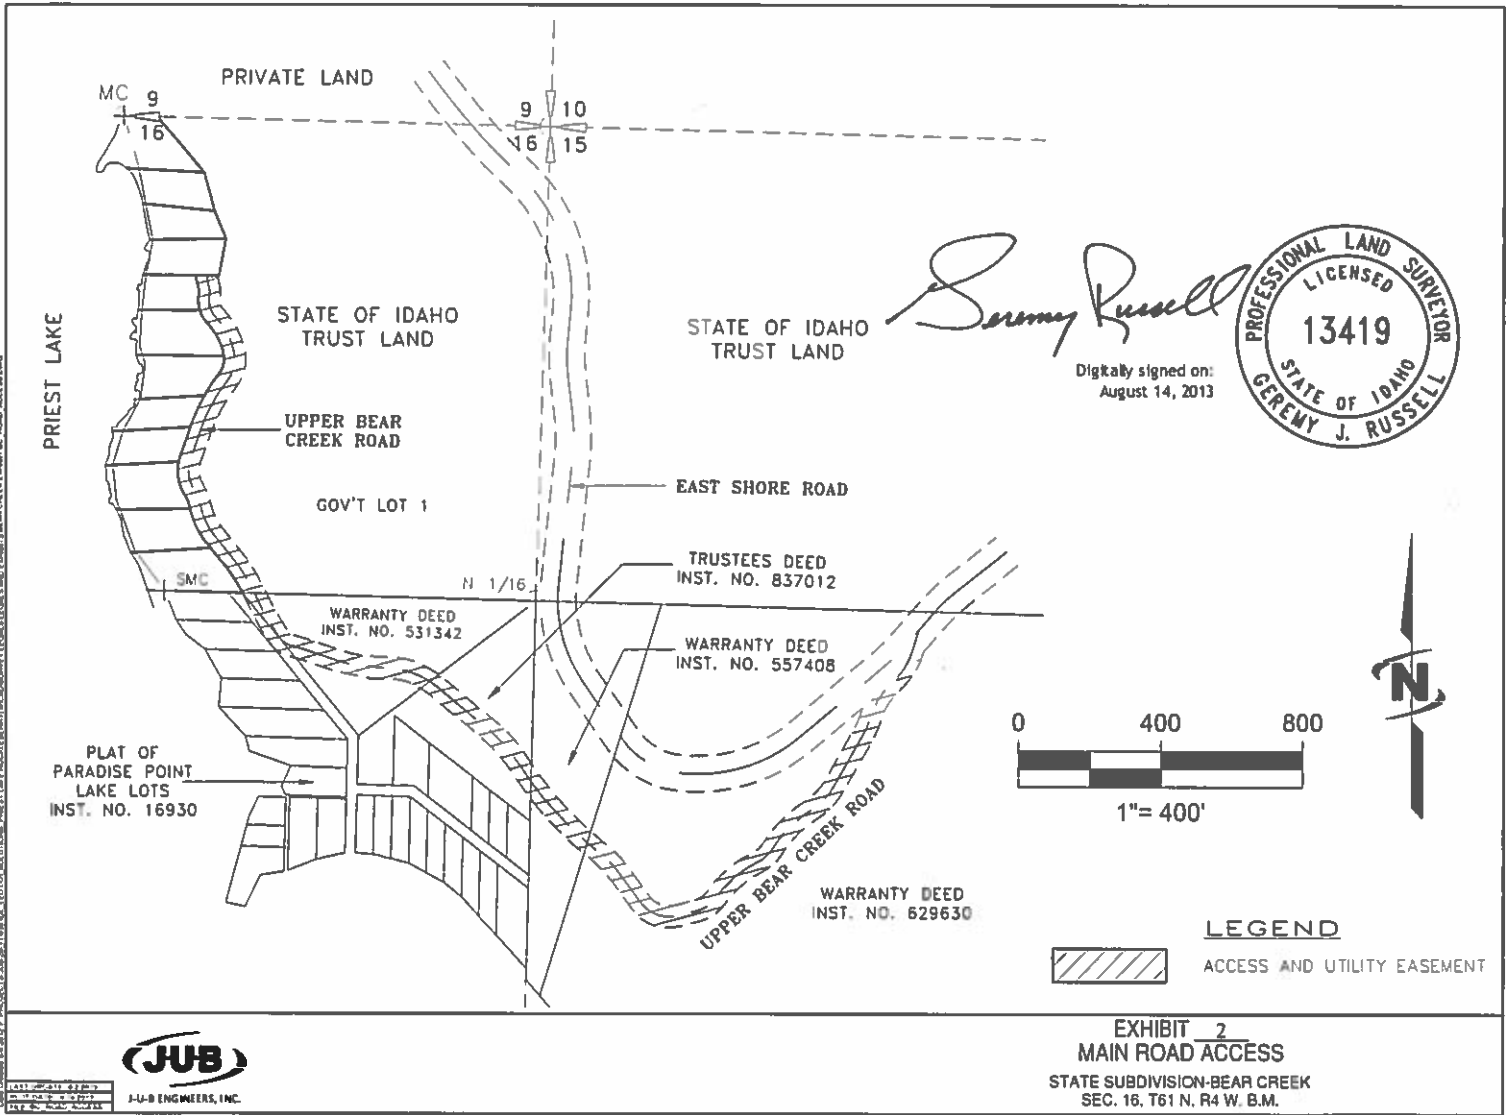 PRIVATE LAND
MC
9
16
9
10
16
15
PRIEST LAKE
STATE OF IDAHO
TRUST LAND
STATE OF IDAHO
TRUST LAND
Geremy Russell
Digitally signed on:
August 14, 2013
PROFESSIONAL LAND SURVEYOR
LICENSED
13419
STATE OF IDAHO
GEREMY J. RUSSELL
UPPER BEAR
CREEK ROAD
GOV'T LOT 1
EAST SHORE ROAD
SMC
N 1/16
TRUSTEES DEED
INST. NO. 837012
WARRANTY DEED
INST. NO. 531342
WARRANTY DEED
INST. NO. 557408
N
0 400 800
1"= 400'
PLAT OF
PARADISE POINT
LAKE LOTS
INST. NO. 16930
UPPER BEAR CREEK ROAD
WARRANTY DEED
INST. NO. 629630
LEGEND
ACCESS AND UTILITY EASEMENT
JUB
J-U-B ENGINEERS, INC.
EXHIBIT 2
MAIN ROAD ACCESS
STATE SUBDIVISION-BEAR CREEK
SEC. 16, T61 N, R4 W, B.M.